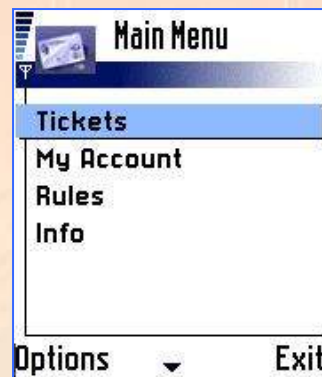 Main Menu
Tickets
My Account
Rules
Info
Options Exit